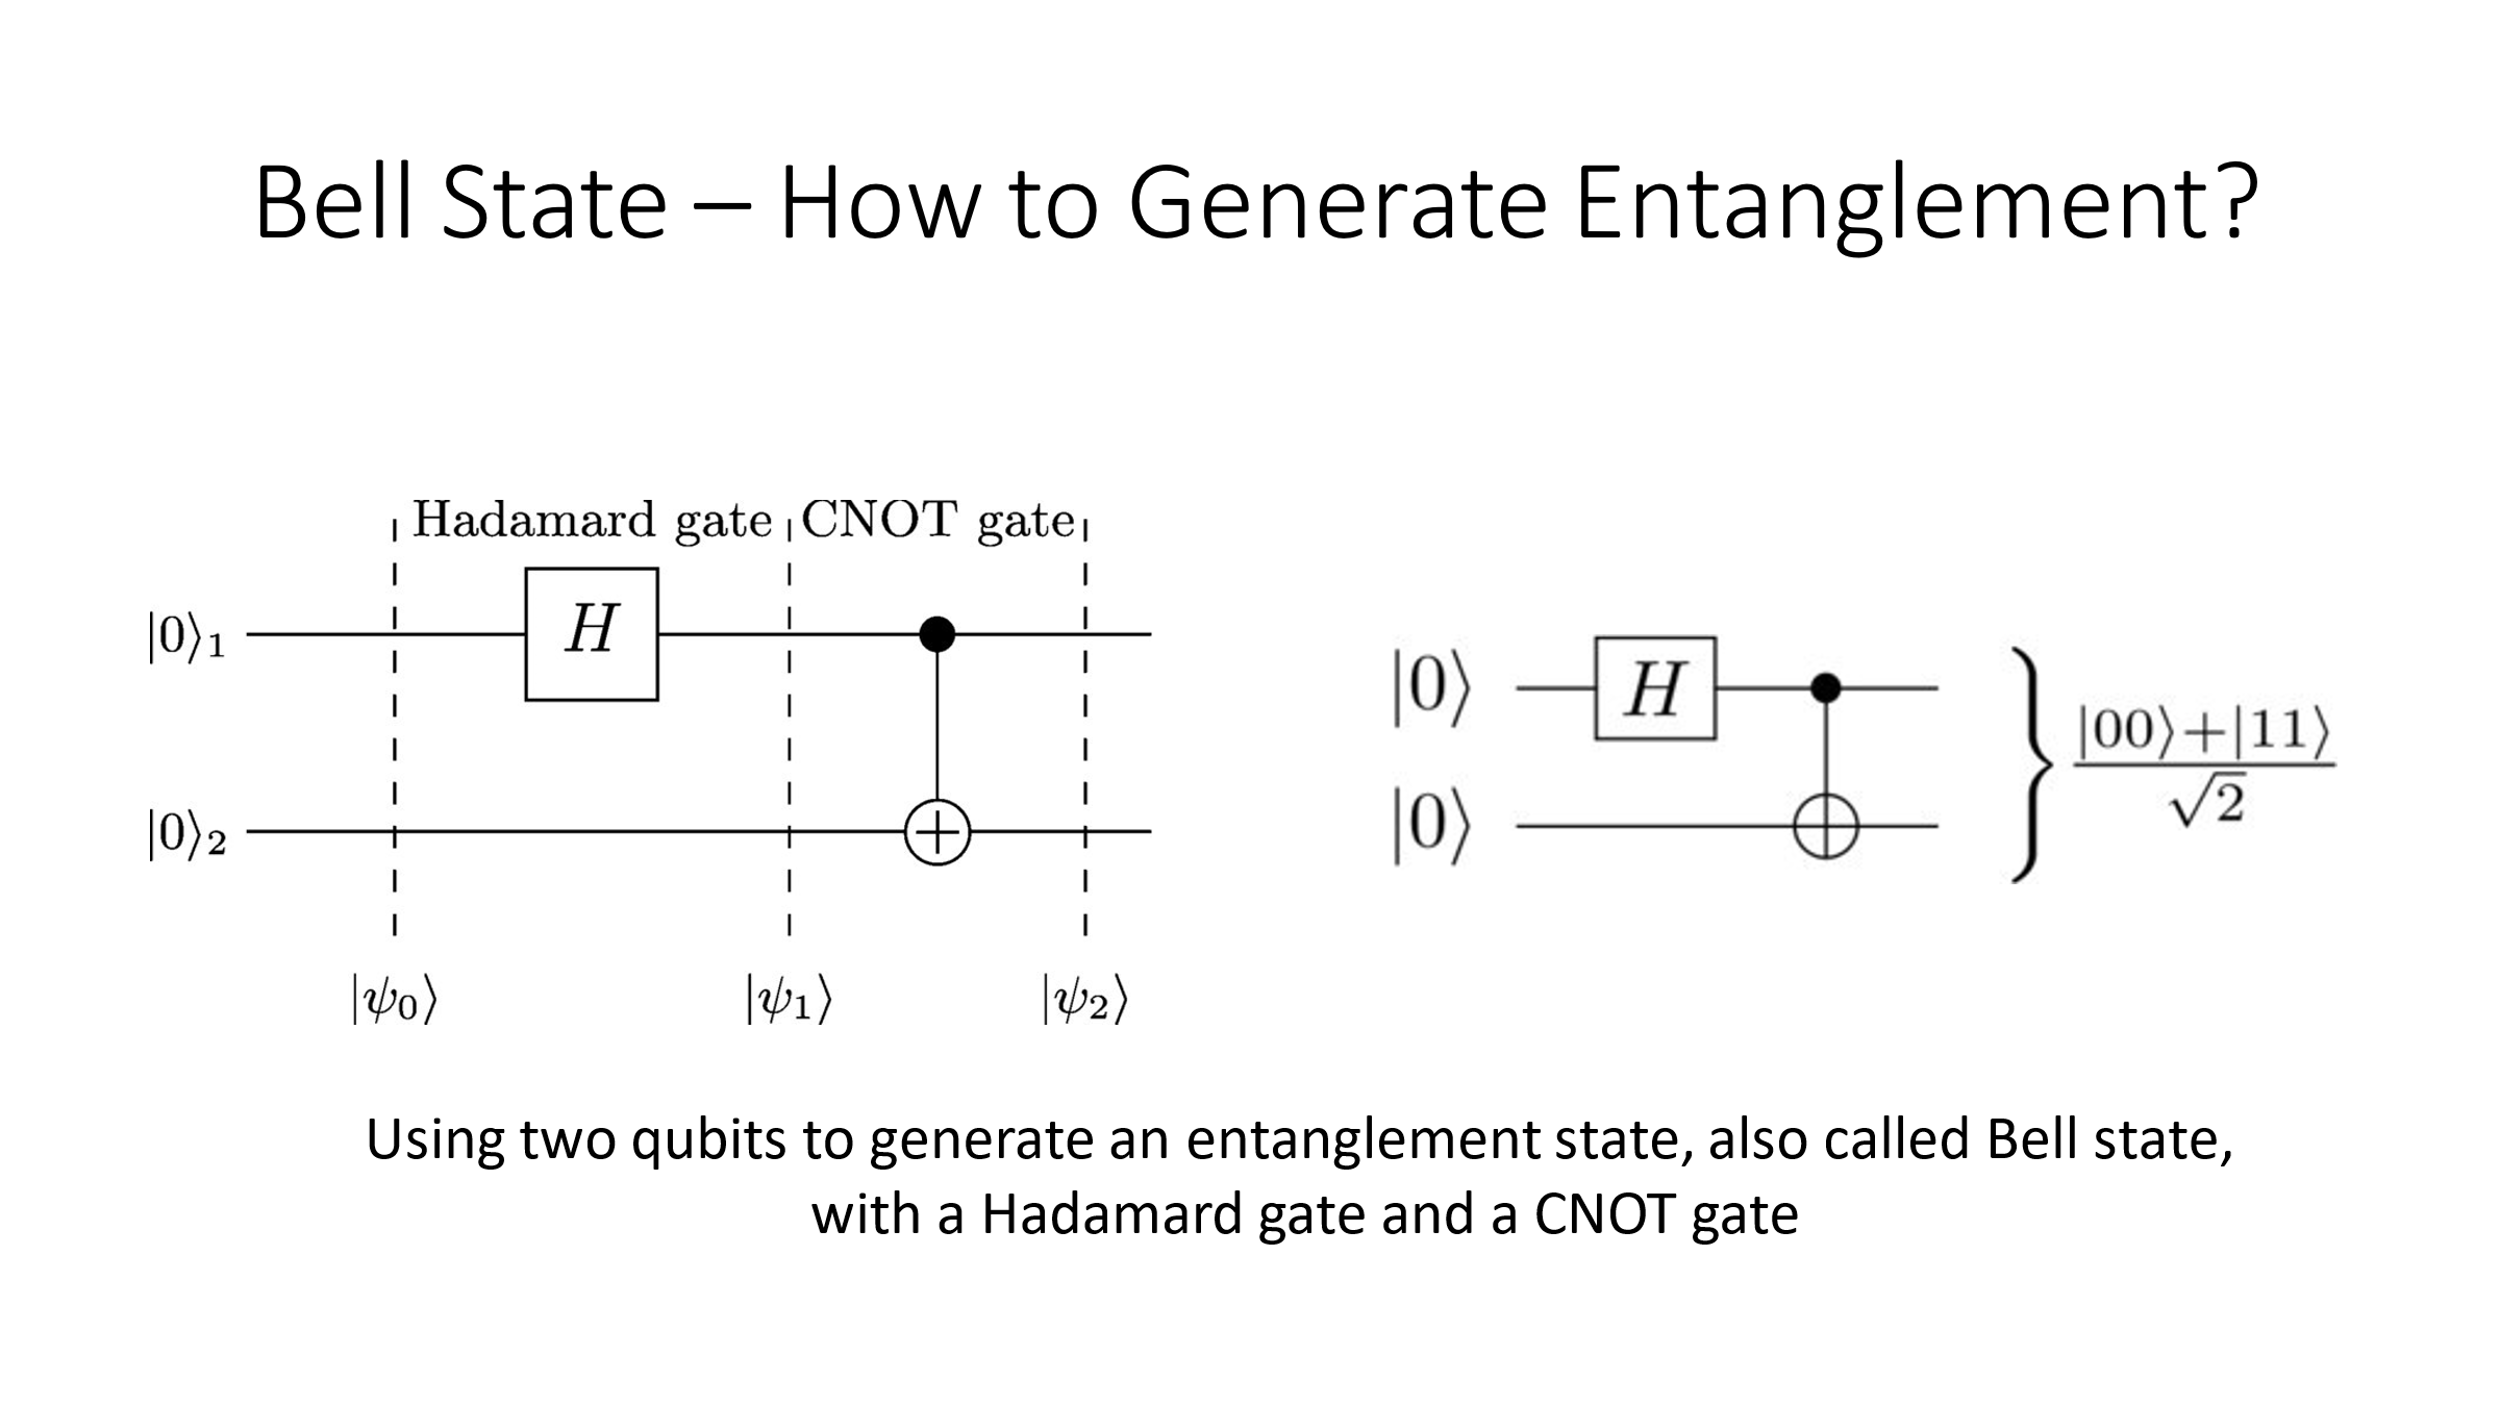 Bell State – How to Generate Entanglement?
Hadamard gate CNOT gate
|0⟩₁ H
|0⟩₂
|ψ₀⟩ |ψ₁⟩ |ψ₂⟩
|0⟩ H
|0⟩
|00⟩+|11⟩
√2
Using two qubits to generate an entanglement state, also called Bell state,
with a Hadamard gate and a CNOT gate